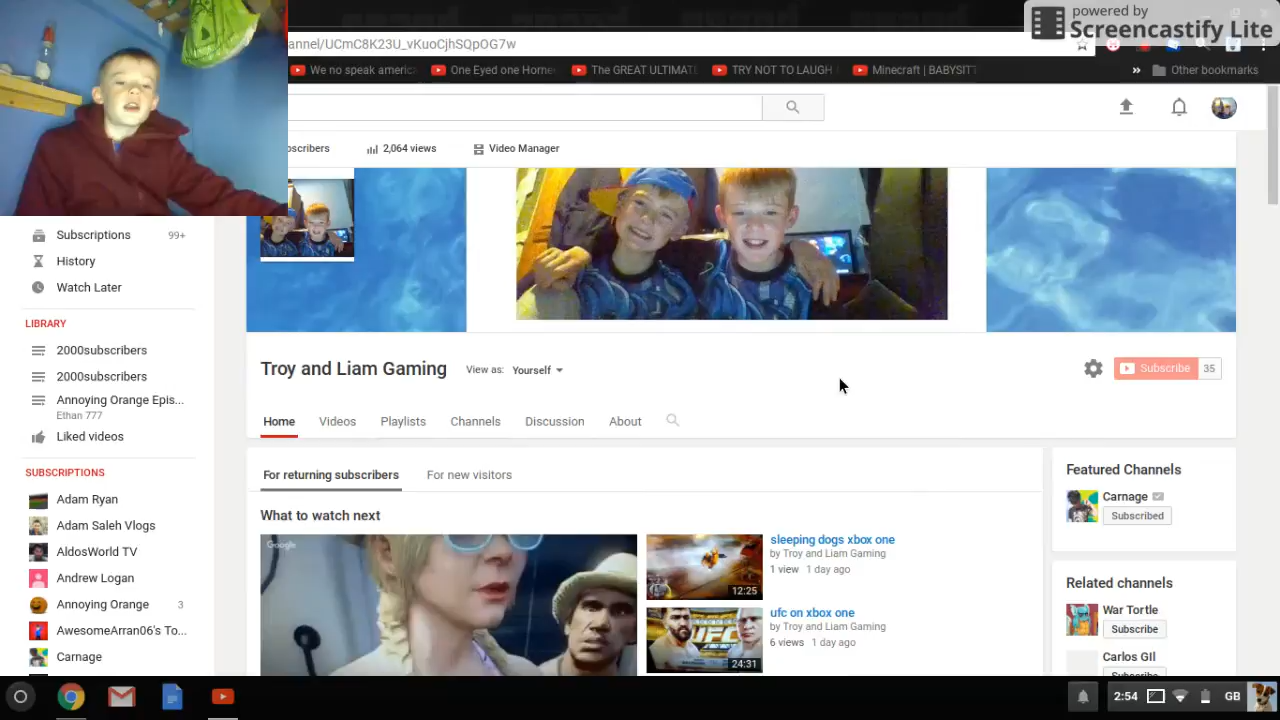 powered by
Screencastify Lite
annel/UCmC8K23U_vKuoCjhSQpOG7w
We no speak america
One Eyed one Horne
The GREAT ULTIMAT
TRY NOT TO LAUGH
Minecraft | BABYSIT
»
Other bookmarks
bscribers
2,064 views
Video Manager
Subscriptions 99+
History
Watch Later
LIBRARY
2000subscribers
2000subscribers
Annoying Orange Epis...
Ethan 777
Liked videos
SUBSCRIPTIONS
Adam Ryan
Adam Saleh Vlogs
AldosWorld TV
Andrew Logan
Annoying Orange 3
AwesomeArran06's To...
Carnage
Troy and Liam Gaming
View as: Yourself
Subscribe 35
Home Videos Playlists Channels Discussion About
For returning subscribers For new visitors
What to watch next
Google
sleeping dogs xbox one
by Troy and Liam Gaming
1 view 1 day ago
12:25
ufc on xbox one
by Troy and Liam Gaming
6 views 1 day ago
UFC
24:31
Featured Channels
Carnage
Subscribed
Related channels
War Tortle
Subscribe
Carlos GIl
2:54 GB